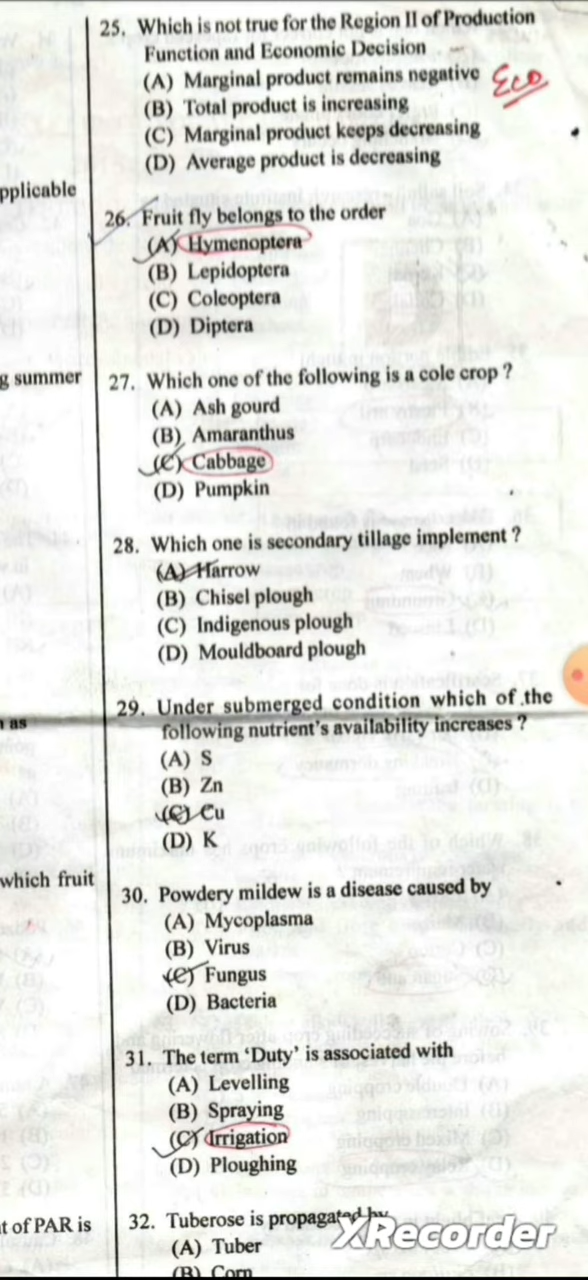 25. Which is not true for the Region II of Production
Function and Economic Decision
(A) Marginal product remains negative
Eco
(B) Total product is increasing
(C) Marginal product keeps decreasing
(D) Average product is decreasing
pplicable
26. Fruit fly belongs to the order
(A) Hymenoptera
(B) Lepidoptera
(C) Coleoptera
(D) Diptera
g summer
27. Which one of the following is a cole crop ?
(A) Ash gourd
(B) Amaranthus
(C) Cabbage
(D) Pumpkin
28. Which one is secondary tillage implement ?
(A) Harrow
(B) Chisel plough
(C) Indigenous plough
(D) Mouldboard plough
29. Under submerged condition which of the
as
following nutrient's availability increases ?
(A) S
(B) Zn
(C) Cu
(D) K
which fruit
30. Powdery mildew is a disease caused by
(A) Mycoplasma
(B) Virus
(C) Fungus
(D) Bacteria
31. The term 'Duty' is associated with
(A) Levelling
(B) Spraying
(C) Irrigation
(D) Ploughing
t of PAR is
32. Tuberose is propagated by
XRecorder
(A) Tuber
(B) Corm